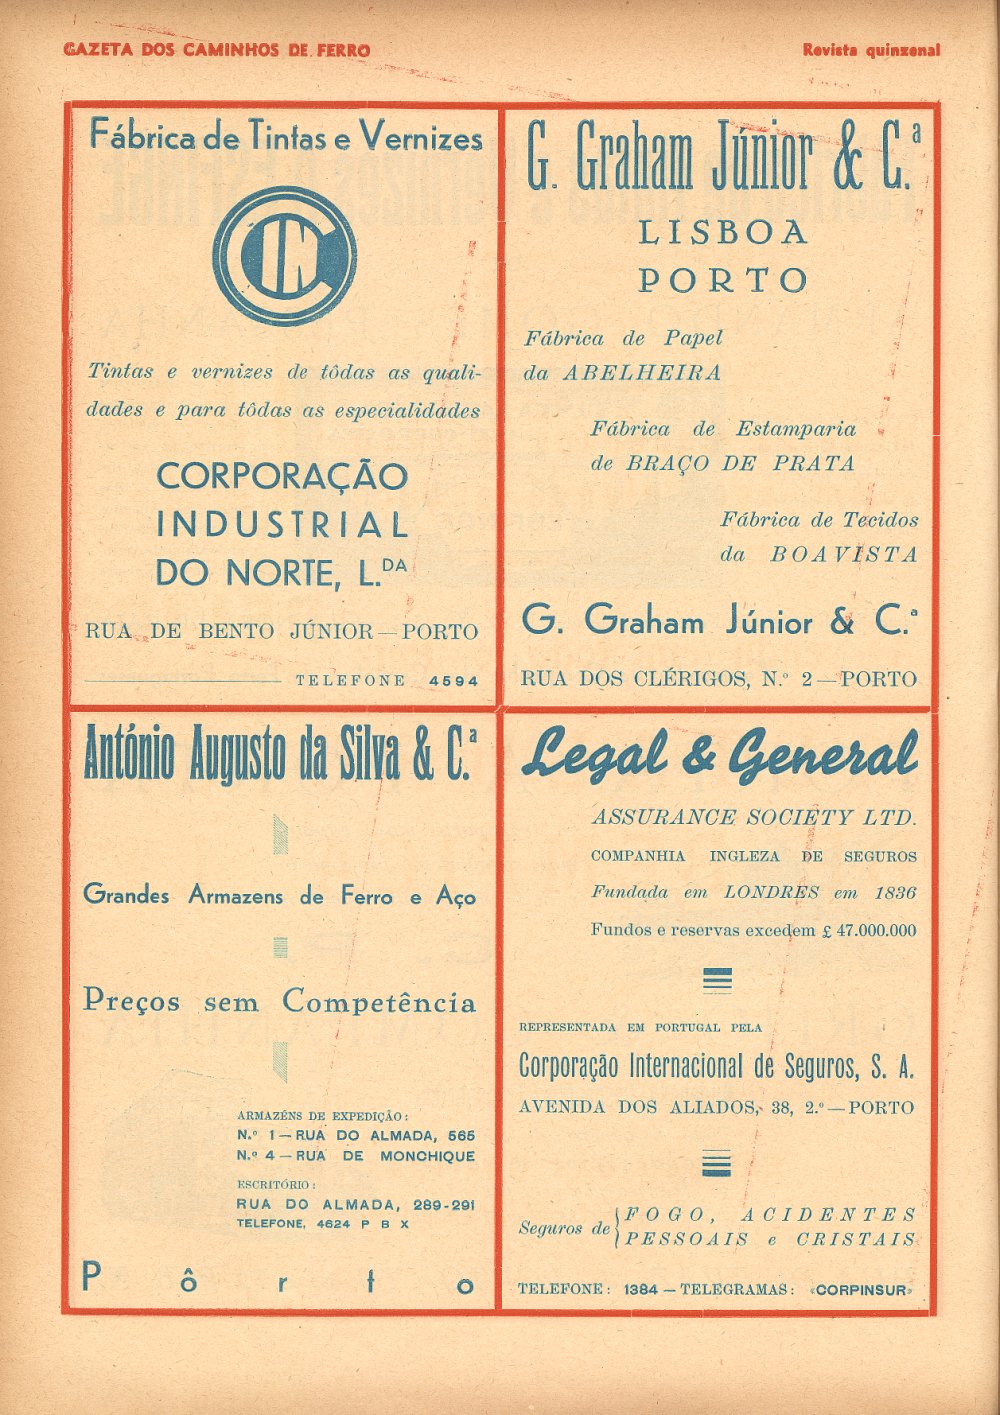 GAZETA DOS CAMINHOS DE FERRO
Revista quinzenal
Fábrica de Tintas e Vernizes
CIN
Tintas e vernizes de tôdas as quali-
dades e para tôdas as especialidades
CORPORAÇÃO
INDUSTRIAL
DO NORTE, L.DA
RUA DE BENTO JÚNIOR — PORTO
TELEFONE 4594
G. Graham Júnior & C.ª
LISBOA
PORTO
Fábrica de Papel
da ABELHEIRA
Fábrica de Estamparia
de BRAÇO DE PRATA
Fábrica de Tecidos
da BOAVISTA
G. Graham Júnior & C.ª
RUA DOS CLÉRIGOS, N.º 2 — PORTO
António Augusto da Silva & C.ª
Grandes Armazens de Ferro e Aço
Preços sem Competência
ARMAZÉNS DE EXPEDIÇÃO:
N.º 1 — RUA DO ALMADA, 565
N.º 4 — RUA DE MONCHIQUE
ESCRITÓRIO:
RUA DO ALMADA, 289-291
TELEFONE, 4624 P B X
Pôrto
Legal & General
ASSURANCE SOCIETY LTD.
COMPANHIA INGLEZA DE SEGUROS
Fundada em LONDRES em 1836
Fundos e reservas excedem £ 47.000.000
REPRESENTADA EM PORTUGAL PELA
Corporação Internacional de Seguros, S. A.
AVENIDA DOS ALIADOS, 38, 2.º — PORTO
Seguros de { FOGO, ACIDENTES
PESSOAIS e CRISTAIS
TELEFONE: 1384 — TELEGRAMAS: «CORPINSUR»